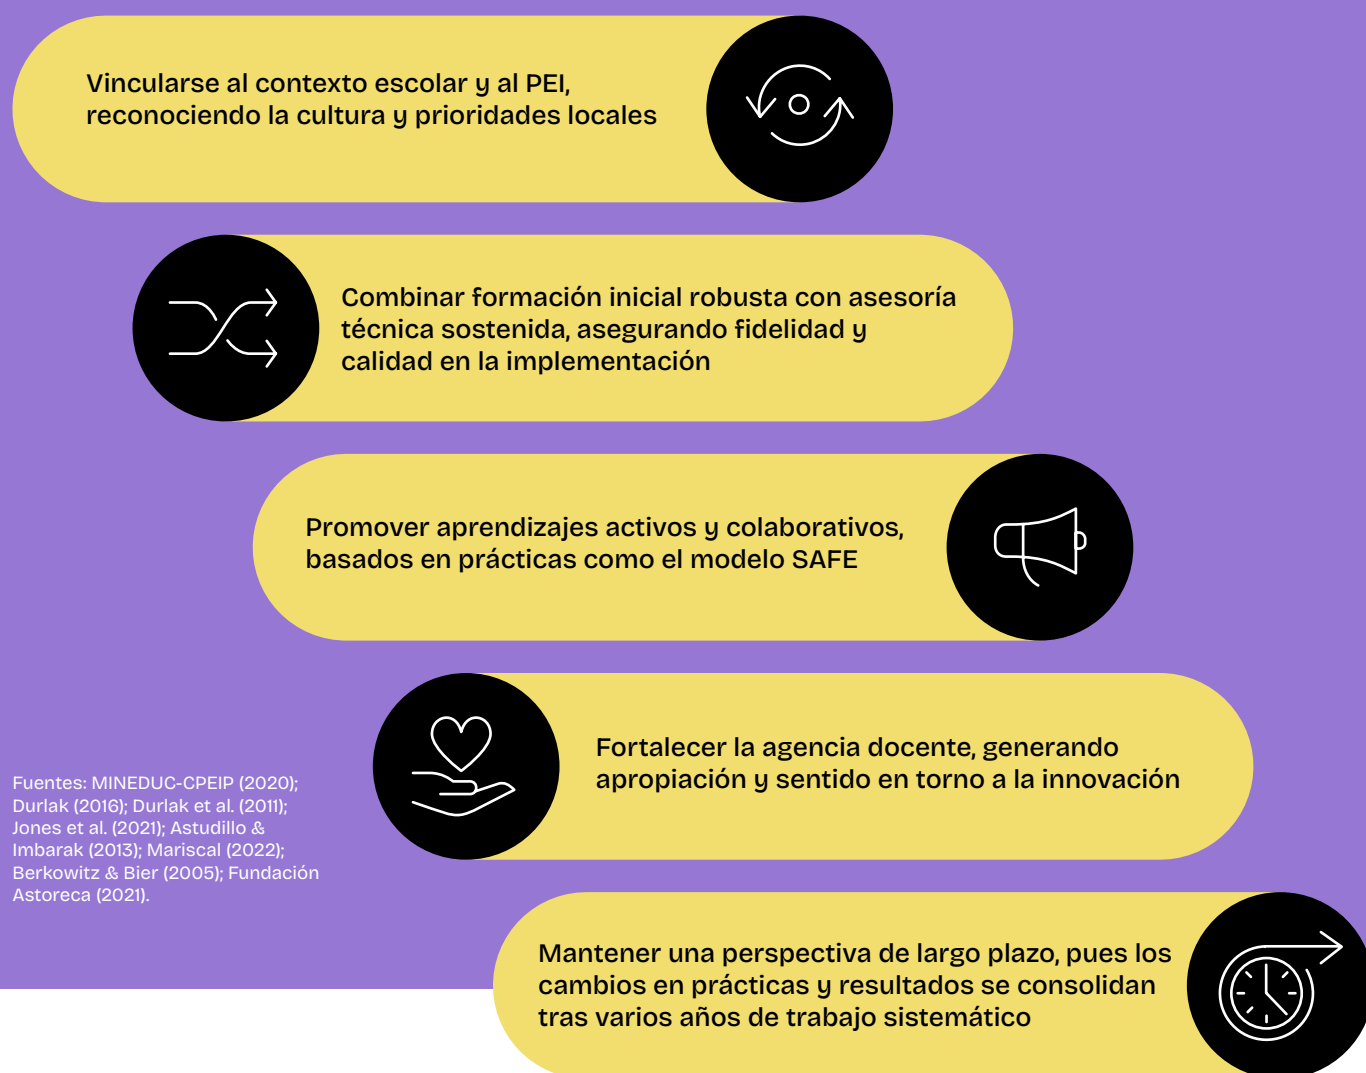 Vincularse al contexto escolar y al PEI,
reconociendo la cultura y prioridades locales
Combinar formación inicial robusta con asesoría
técnica sostenida, asegurando fidelidad y
calidad en la implementación
Promover aprendizajes activos y colaborativos,
basados en prácticas como el modelo SAFE
Fortalecer la agencia docente, generando
apropiación y sentido en torno a la innovación
Fuentes: MINEDUC-CPEIP (2020);
Durlak (2016); Durlak et al. (2011);
Jones et al. (2021); Astudillo &
Imbarak (2013); Mariscal (2022);
Berkowitz & Bier (2005); Fundación
Astoreca (2021).
Mantener una perspectiva de largo plazo, pues los
cambios en prácticas y resultados se consolidan
tras varios años de trabajo sistemático